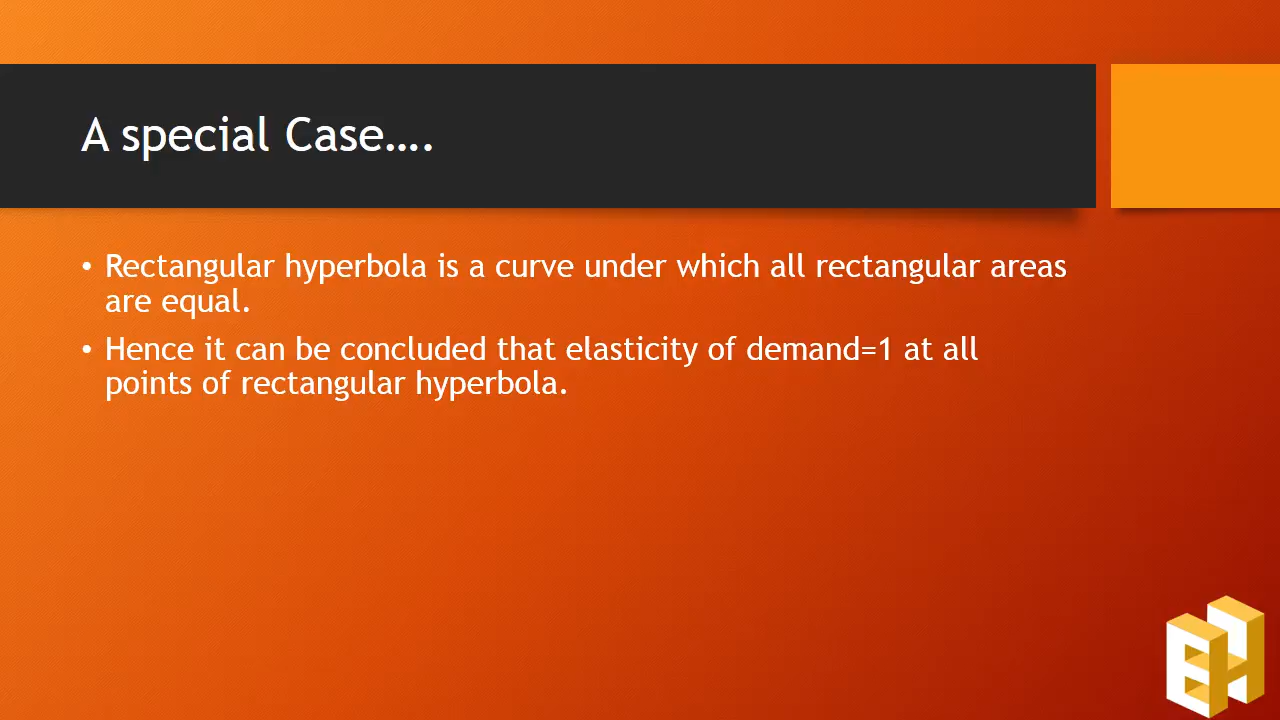 A special Case....
• Rectangular hyperbola is a curve under which all rectangular areas
are equal.
• Hence it can be concluded that elasticity of demand=1 at all
points of rectangular hyperbola.
EH